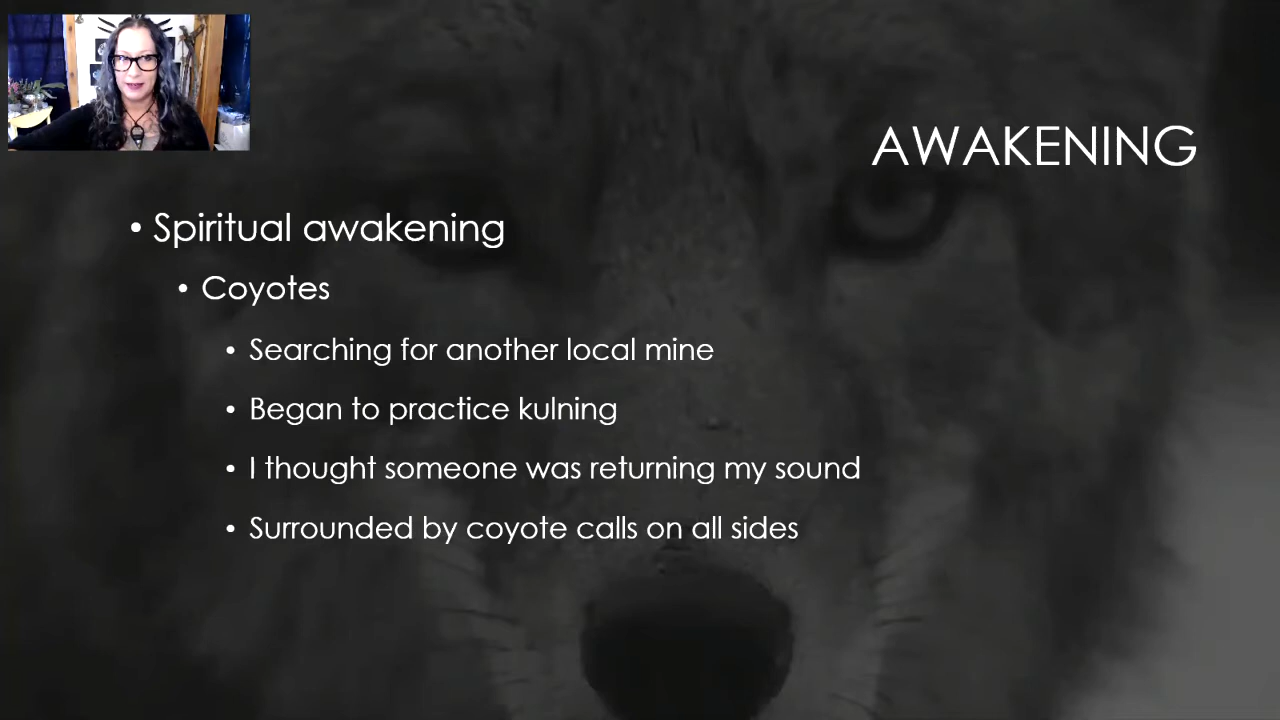 AWAKENING
• Spiritual awakening
• Coyotes
• Searching for another local mine
• Began to practice kulning
• I thought someone was returning my sound
• Surrounded by coyote calls on all sides